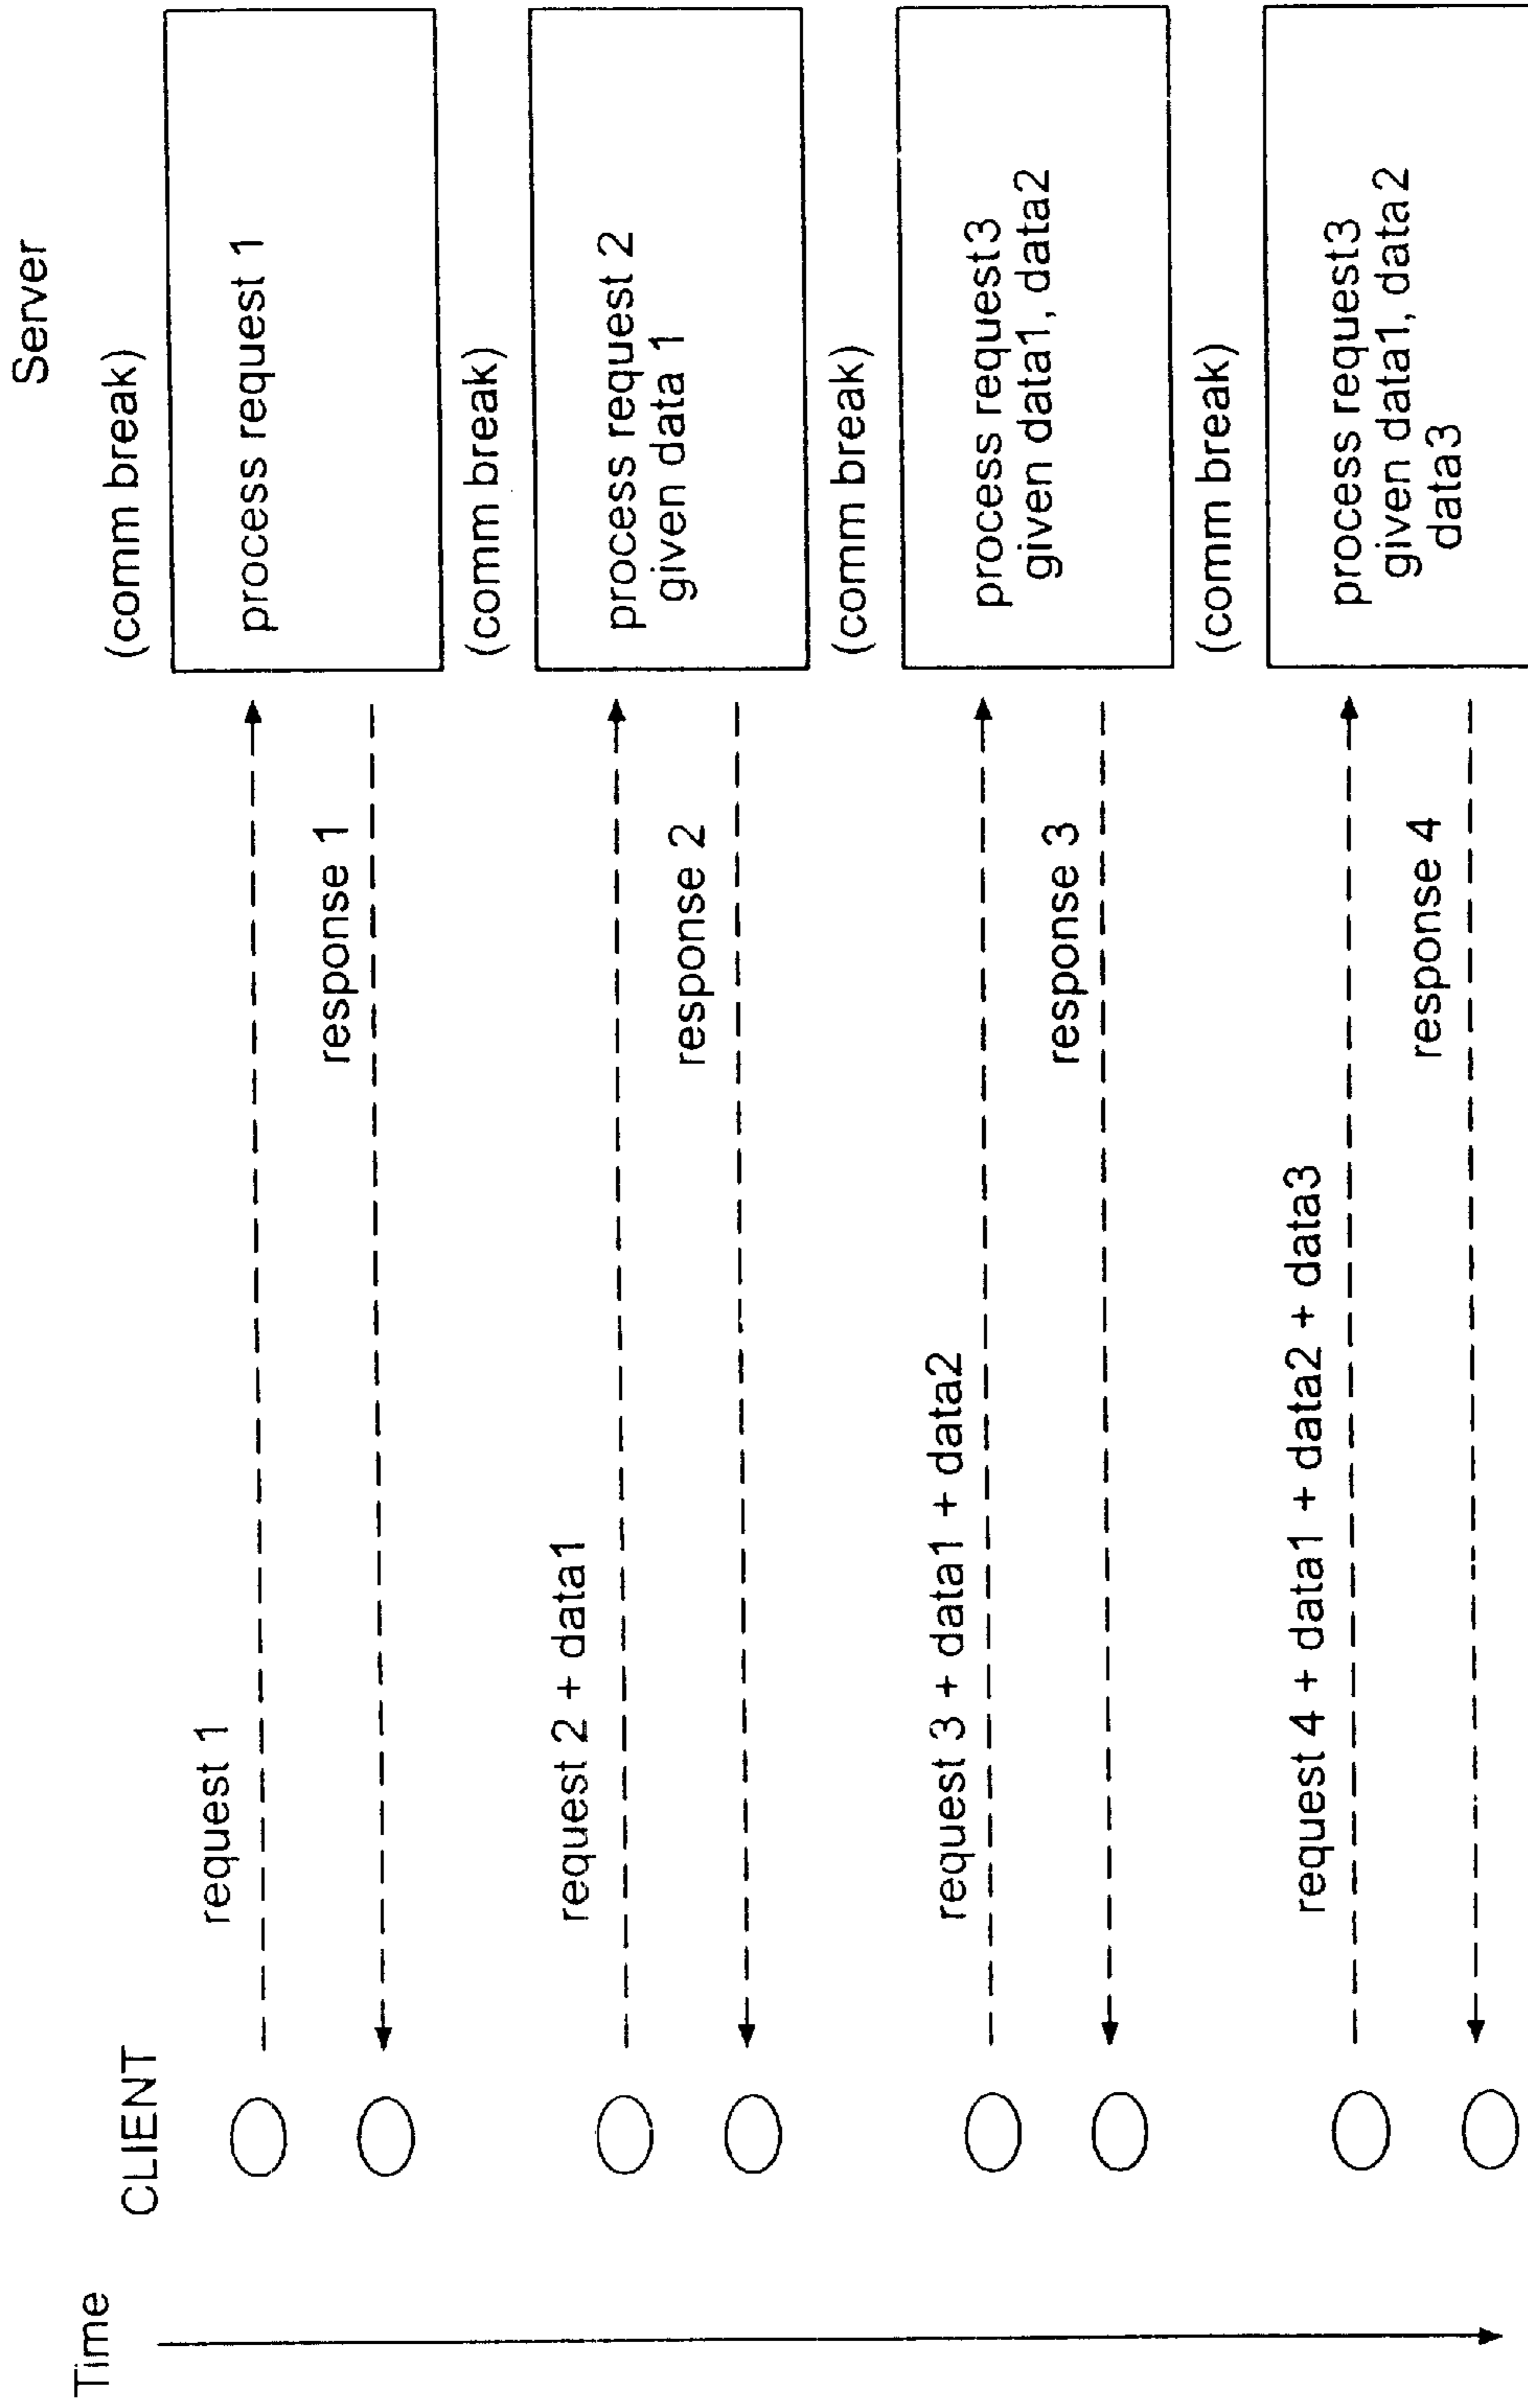 Time
CLIENT
Server
(comm break)
request 1
process request 1
response 1
(comm break)
request 2 + data1
process request 2
given data 1
response 2
(comm break)
request 3 + data1 + data2
process request3
given data1, data2
response 3
(comm break)
request 4 + data1 + data2 + data3
process request3
given data1, data2
data3
response 4